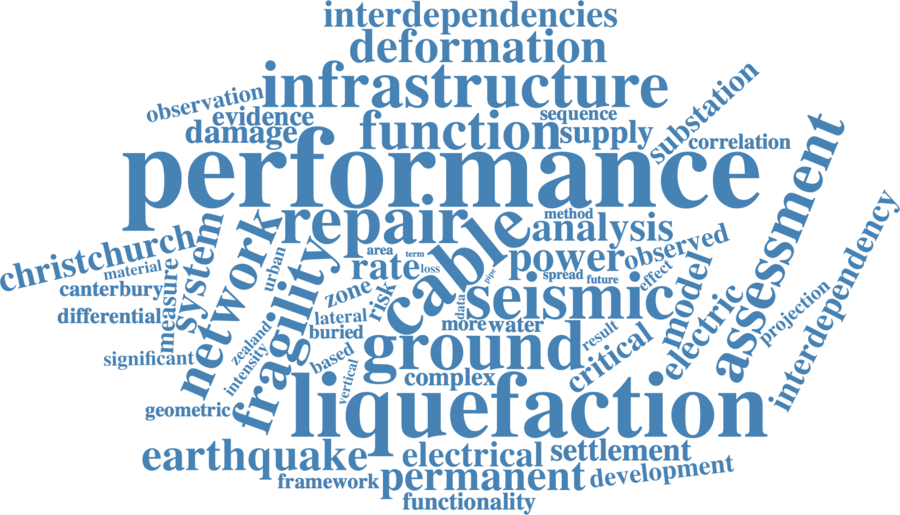 interdependencies
deformation
infrastructure
observation
evidence
sequence
substation
damage
function
supply
correlation
performance
assessment
repair
method
analysis
christchurch
system
network
cable
area
term
power
observed
interdependency
material
urban
fragility
rate
loss
pipe
spread
future
effect
canterbury
measure
zone
risk
data
seismic
model
electric
projection
differential
lateral
buried
more
water
significant
zealand
intensity
based
ground
result
critical
vertical
complex
geometric
liquefaction
earthquake
electrical
settlement
framework
permanent
development
functionality